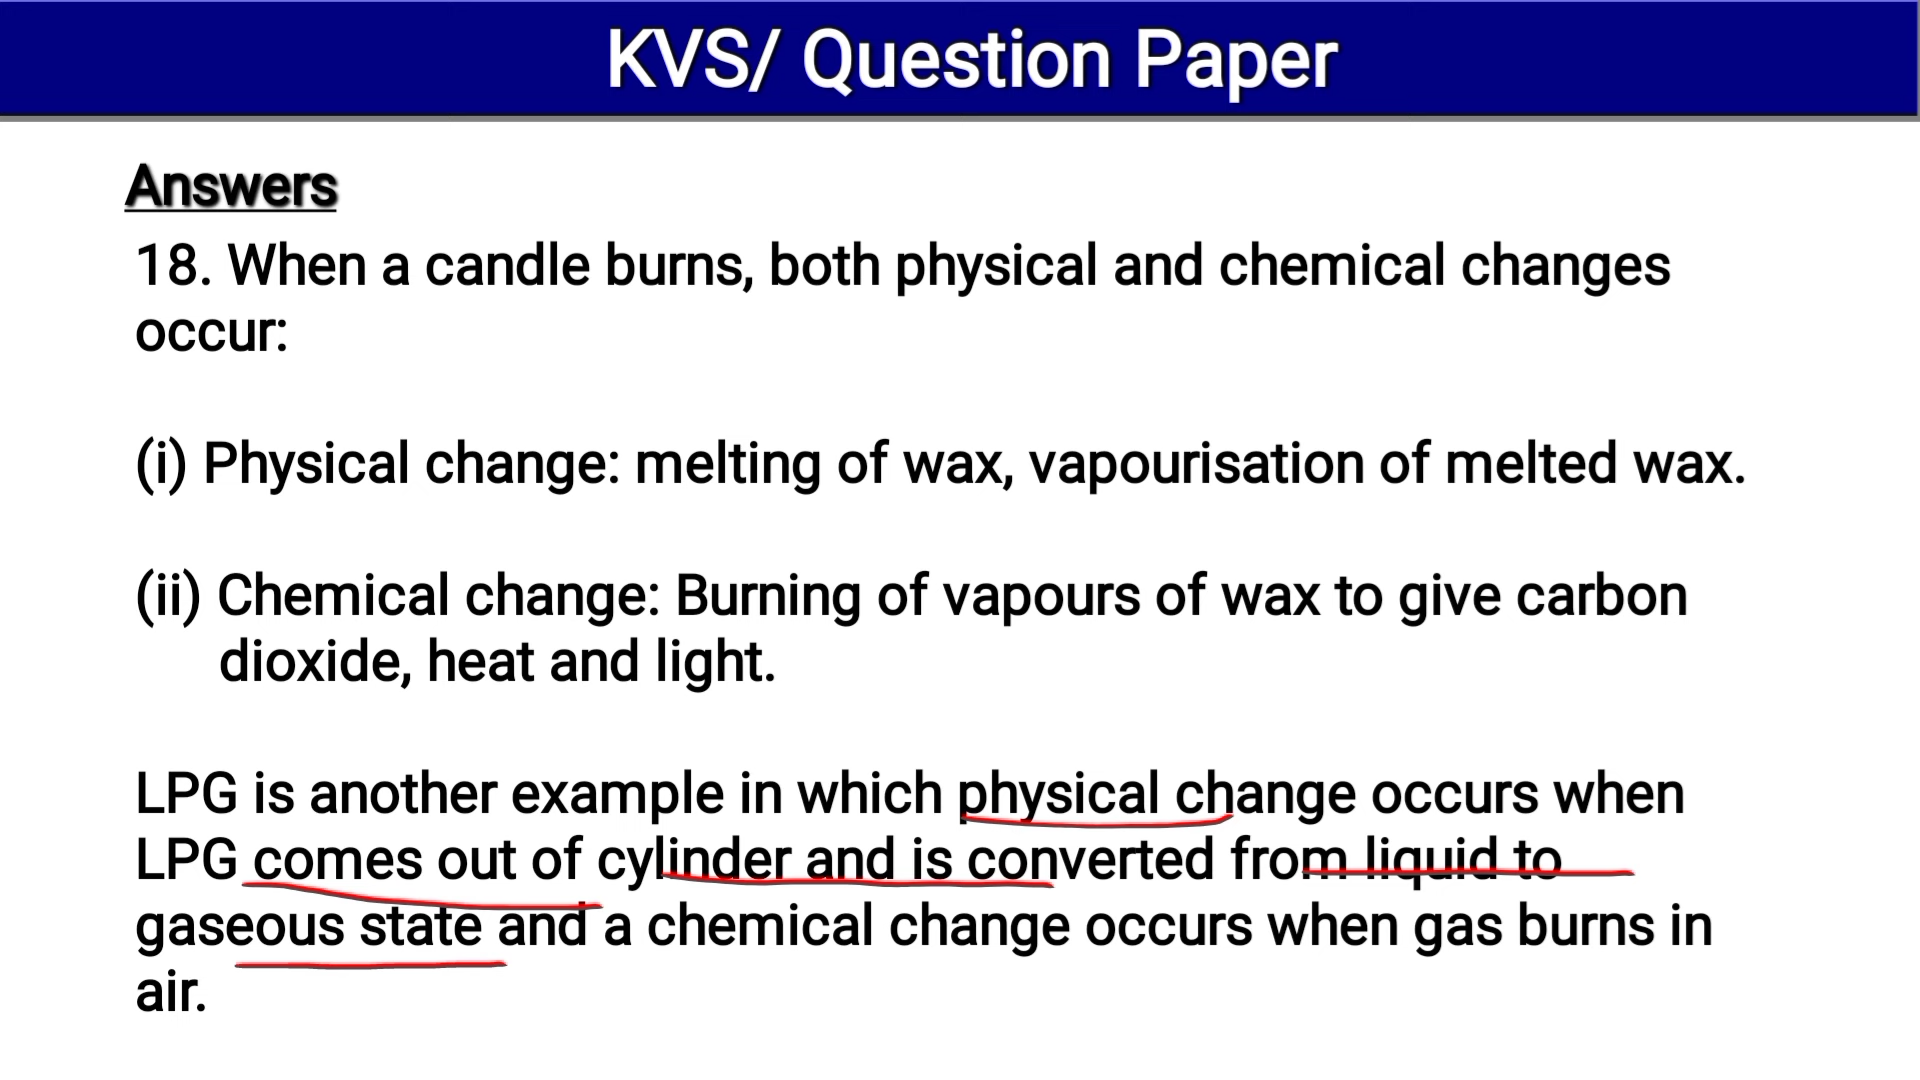 KVS/ Question Paper
Answers
18. When a candle burns, both physical and chemical changes
occur:
(i) Physical change: melting of wax, vapourisation of melted wax.
(ii) Chemical change: Burning of vapours of wax to give carbon
dioxide, heat and light.
LPG is another example in which physical change occurs when
LPG comes out of cylinder and is converted from liquid to
gaseous state and a chemical change occurs when gas burns in
air.